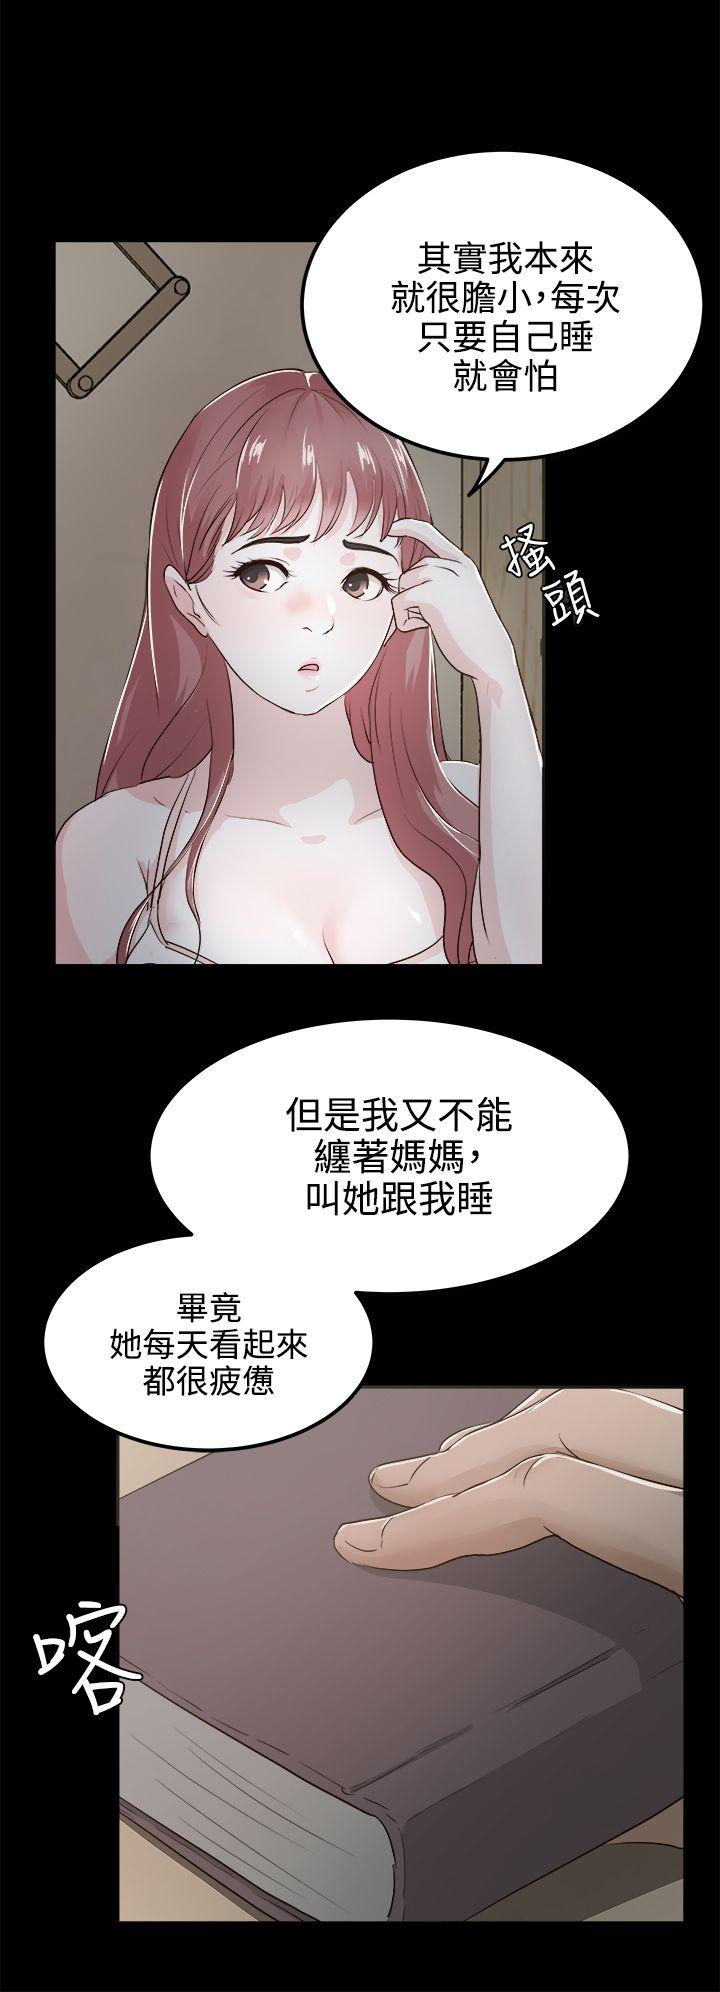 其實我本來
就很膽小，每次
只要自己睡
就會怕
搔頭
但是我又不能
纏著媽媽，
叫她跟我睡
畢竟
她每天看起來
都很疲憊
喀